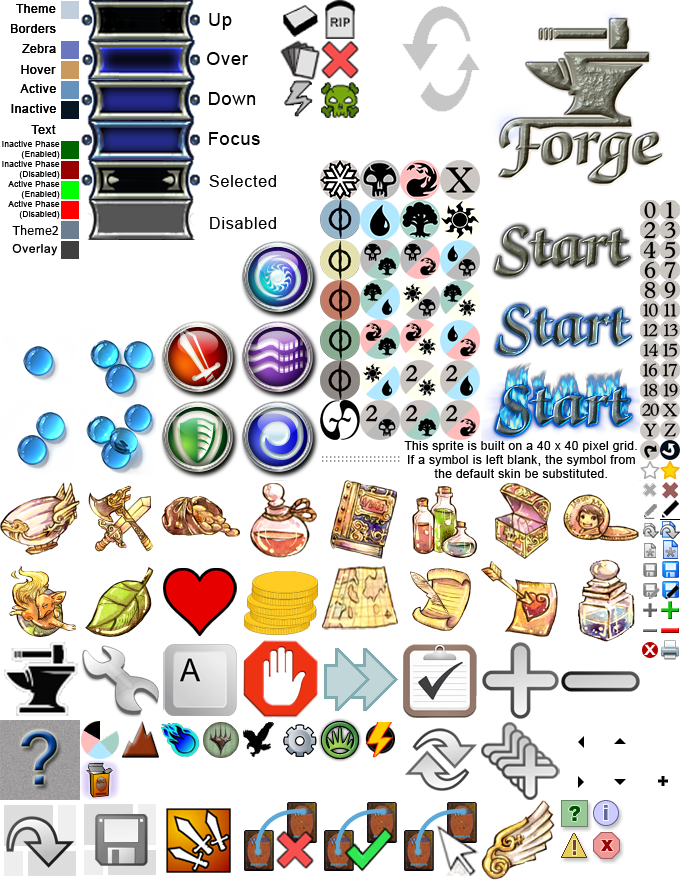 Theme
Borders
Zebra
Hover
Active
Inactive
Text
Inactive Phase
(Enabled)
Inactive Phase
(Disabled)
Active Phase
(Enabled)
Active Phase
(Disabled)
Theme2
Overlay
Up
Over
Down
Focus
Selected
Disabled
RIP
Forge
X
Start
Start
Start
2
2
2
2
2
0 1
2 3
4 5
6 7
8 9
10 11
12 13
14 15
16 17
18 19
20 X
Y Z
This sprite is built on a 40 x 40 pixel grid.
If a symbol is left blank, the symbol from
the default skin be substituted.
A
?
?
i
!
x